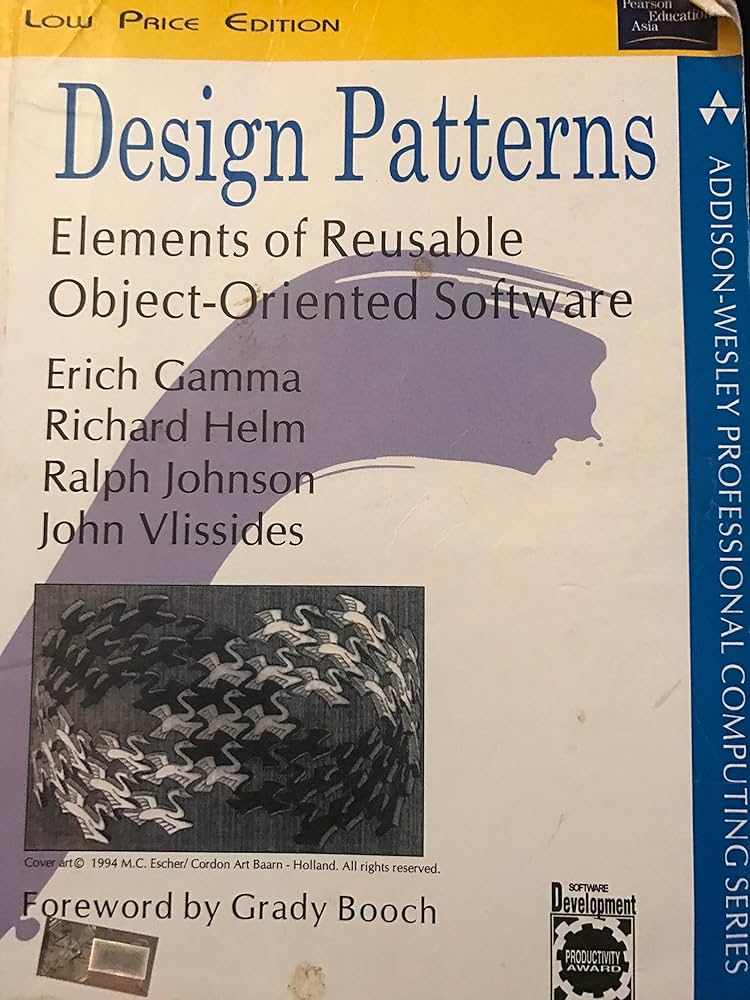 LOW PRICE EDITION
Pearson
Education
Asia
Design Patterns
Elements of Reusable
Object-Oriented Software
Erich Gamma
Richard Helm
Ralph Johnson
John Vlissides
Cover art© 1994 M.C. Escher/ Cordon Art Baarn - Holland. All rights reserved.
Foreword by Grady Booch
SOFTWARE
Development
PRODUCTIVITY
AWARD
ADDISON-WESLEY PROFESSIONAL COMPUTING SERIES